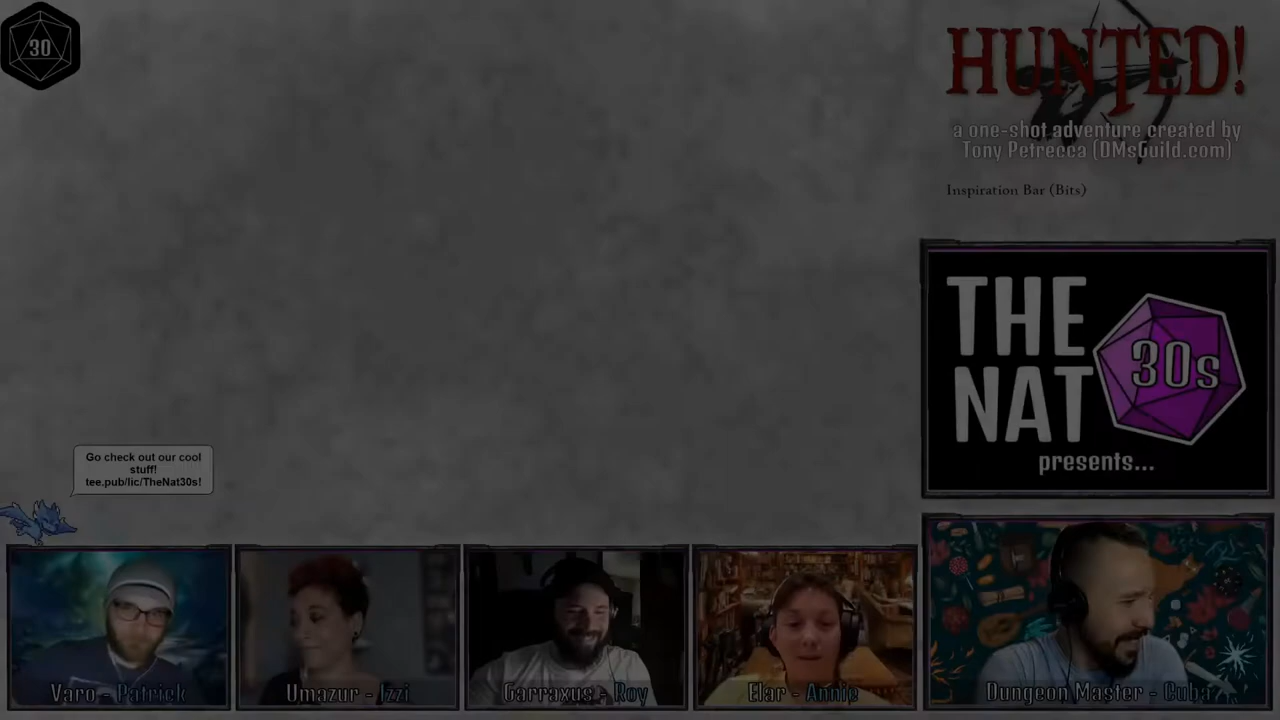 30
HUNTED!
a one-shot adventure created by
Tony Petrecca (DMsGuild.com)
Inspiration Bar (Bits)
THE
NAT
30s
presents...
Go check out our cool
stuff!
tee.pub/lic/TheNat30s!
Varo - Patrick
Umazur - Izzi
Garraxus - Roy
Elar - Annie
Dungeon Master - Cuba